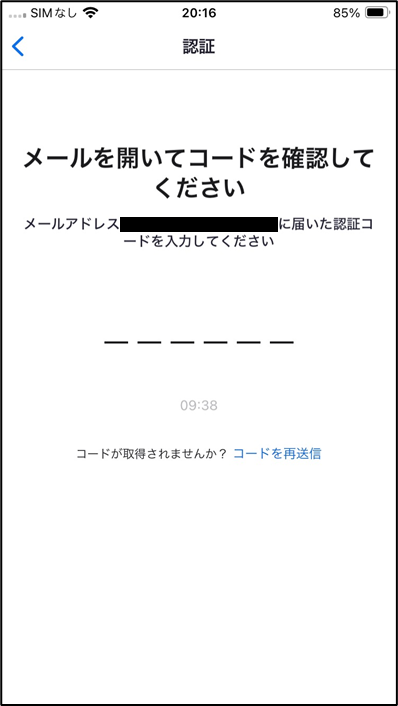 SIMなし 20:16 85%
認証
メールを開いてコードを確認して
ください
メールアドレス に届いた認証コ
ードを入力してください
09:38
コードが取得されませんか？ コードを再送信